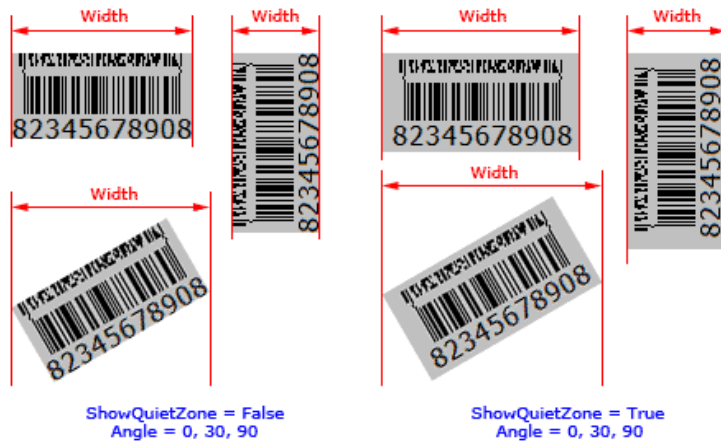 Width
Width
Width
Width
82345678908
82345678908
82345678908
82345678908
Width
Width
82345678908
82345678908
ShowQuietZone = False
Angle = 0, 30, 90
ShowQuietZone = True
Angle = 0, 30, 90